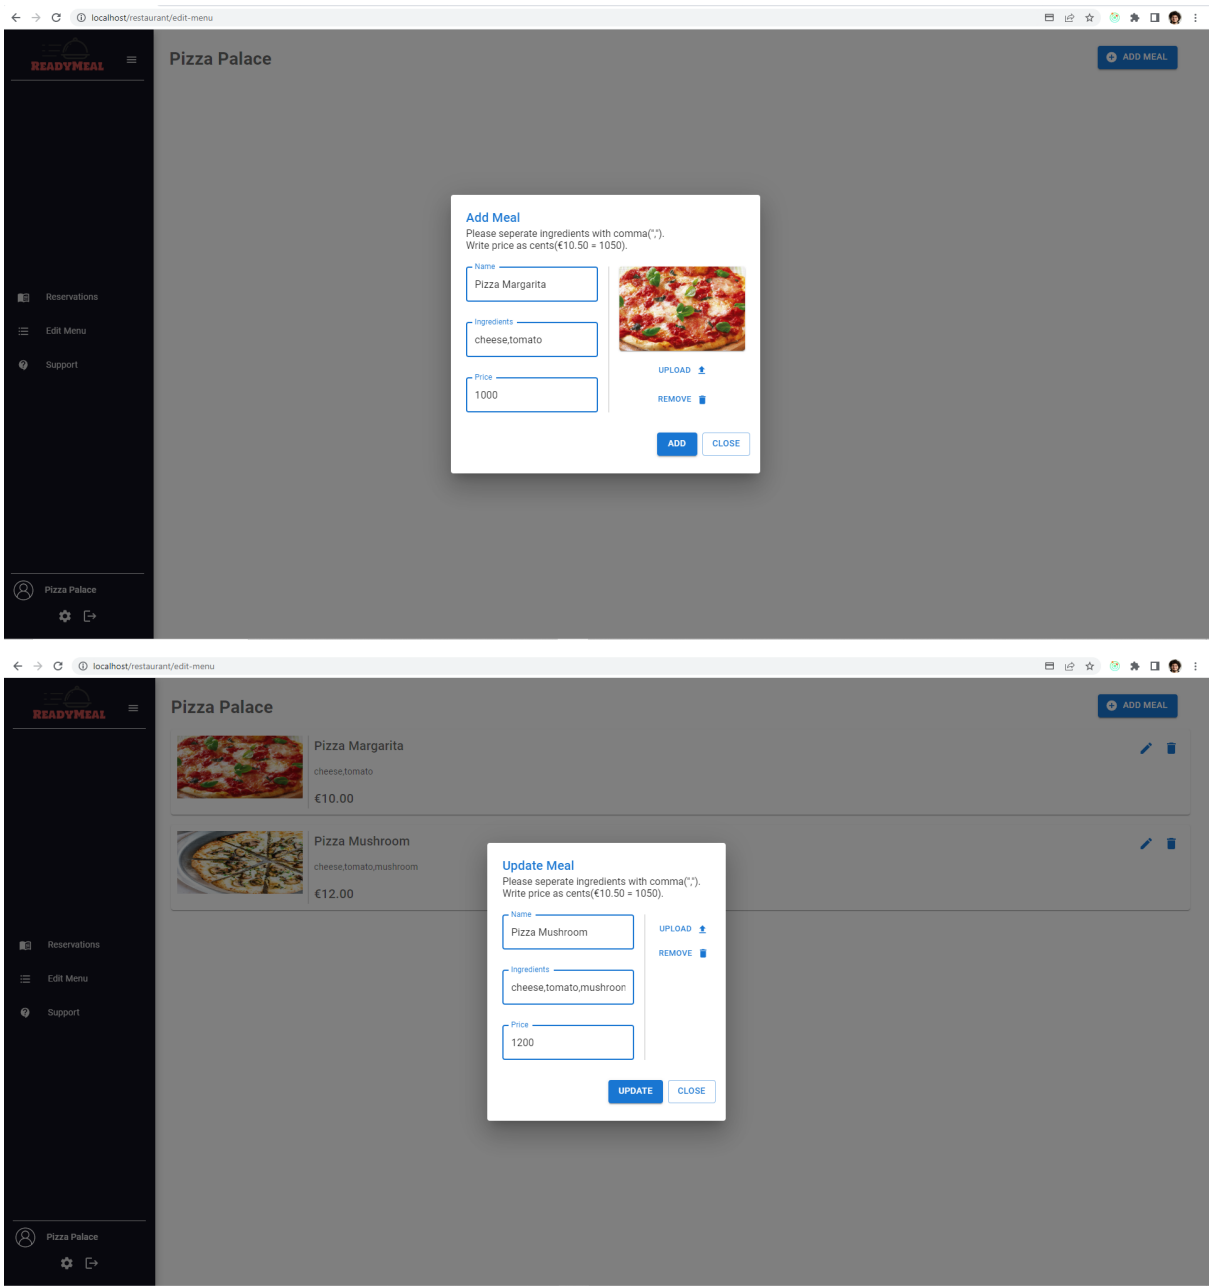 localhost/restaurant/edit-menu
READYMEAL
Pizza Palace
ADD MEAL
Add Meal
Please seperate ingredients with comma(",").
Write price as cents(€10.50 = 1050).
Name
Pizza Margarita
Ingredients
cheese,tomato
Price
1000
UPLOAD
REMOVE
ADD
CLOSE
Reservations
Edit Menu
Support
Pizza Palace
localhost/restaurant/edit-menu
READYMEAL
Pizza Palace
ADD MEAL
Pizza Margarita
cheese,tomato
€10.00
Pizza Mushroom
cheese,tomato,mushroom
€12.00
Update Meal
Please seperate ingredients with comma(",").
Write price as cents(€10.50 = 1050).
Name
Pizza Mushroom
Ingredients
cheese,tomato,mushroon
Price
1200
UPLOAD
REMOVE
UPDATE
CLOSE
Reservations
Edit Menu
Support
Pizza Palace